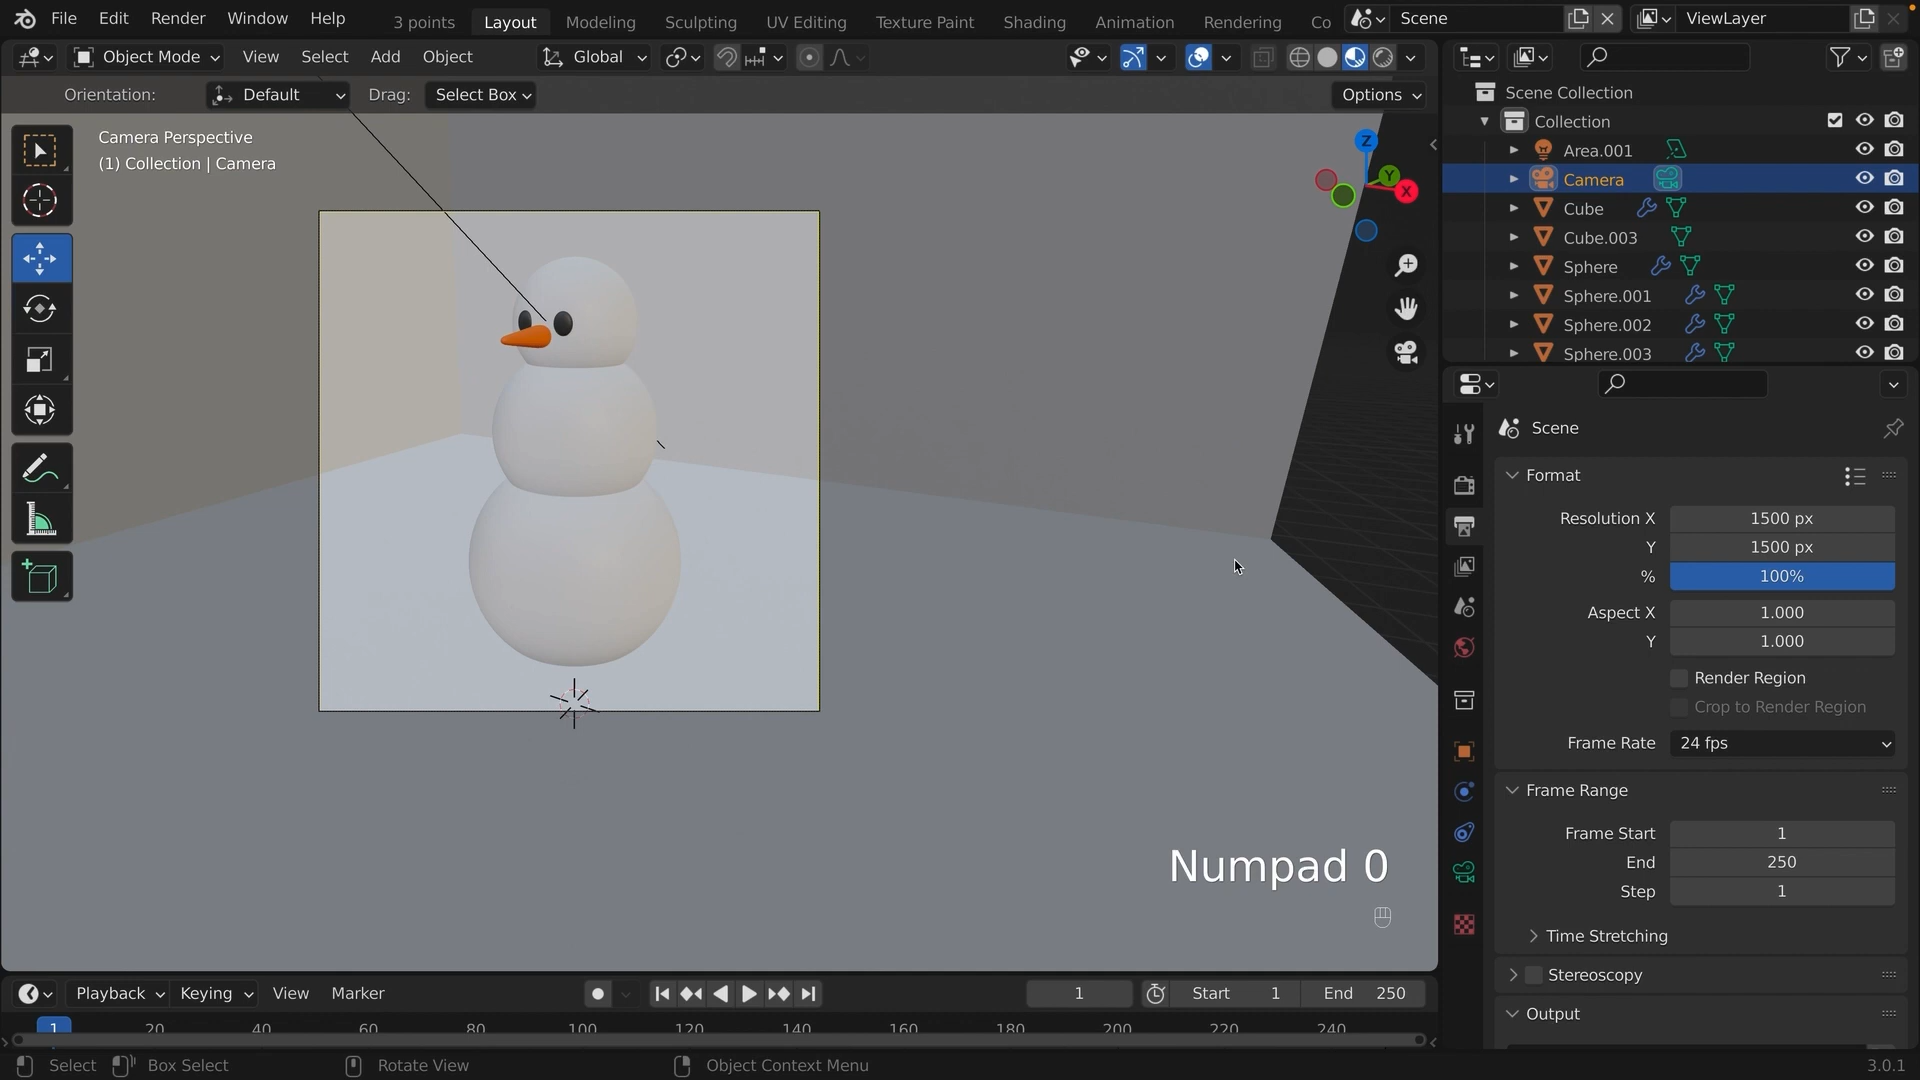 File Edit Render Window Help 3 points Layout Modeling Sculpting UV Editing Texture Paint Shading Animation Rendering Co Scene ViewLayer
Object Mode View Select Add Object Global
Orientation: Default Drag: Select Box Options
Camera Perspective
(1) Collection | Camera
Z
Y
X
Numpad 0
Scene Collection
Collection
Area.001
Camera
Cube
Cube.003
Sphere
Sphere.001
Sphere.002
Sphere.003
Scene
Format
Resolution X 1500 px
Y 1500 px
% 100%
Aspect X 1.000
Y 1.000
Render Region
Crop to Render Region
Frame Rate 24 fps
Frame Range
Frame Start 1
End 250
Step 1
Time Stretching
Stereoscopy
Output
Playback Keying View Marker 1 Start 1 End 250
1 20 40 60 80 100 120 140 160 180 200 220 240
Select Box Select Rotate View Object Context Menu 3.0.1